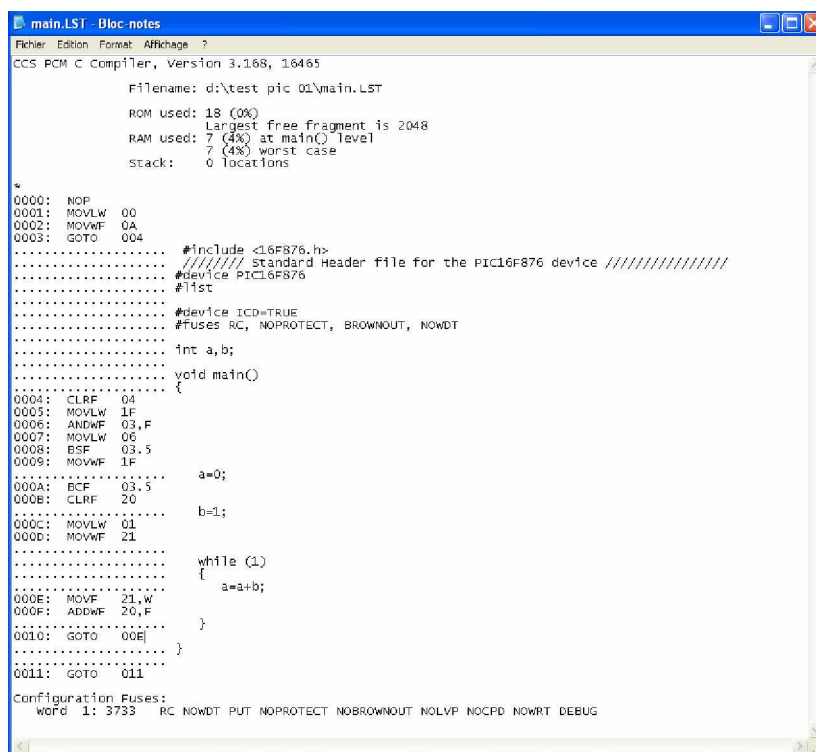 main.LST - Bloc-notes
Fichier Edition Format Affichage ?
CCS PCM C Compiler, Version 3.168, 16465
Filename: d:\test pic 01\main.LST
ROM used: 18 (0%)
Largest free fragment is 2048
RAM used: 7 (4%) at main() level
7 (4%) worst case
Stack: 0 locations
*
0000: NOP
0001: MOVLW 00
0002: MOVWF 0A
0003: GOTO 004
.................... #include <16F876.h>
.................... //////// Standard Header file for the PIC16F876 device ////////////////
.................... #device PIC16F876
.................... #list
....................
.................... #device ICD=TRUE
.................... #fuses RC, NOPROTECT, BROWNOUT, NOWDT
....................
.................... int a,b;
....................
.................... void main()
.................... {
0004: CLRF 04
0005: MOVLW 1F
0006: ANDWF 03,F
0007: MOVLW 06
0008: BSF 03.5
0009: MOVWF 1F
.................... a=0;
000A: BCF 03.5
000B: CLRF 20
.................... b=1;
000C: MOVLW 01
000D: MOVWF 21
....................
.................... while (1)
.................... {
.................... a=a+b;
000E: MOVF 21,W
000F: ADDWF 20,F
.................... }
0010: GOTO 00E
.................... }
....................
0011: GOTO 011
Configuration Fuses:
Word 1: 3733 RC NOWDT PUT NOPROTECT NOBROWNOUT NOLVP NOCPD NOWRT DEBUG